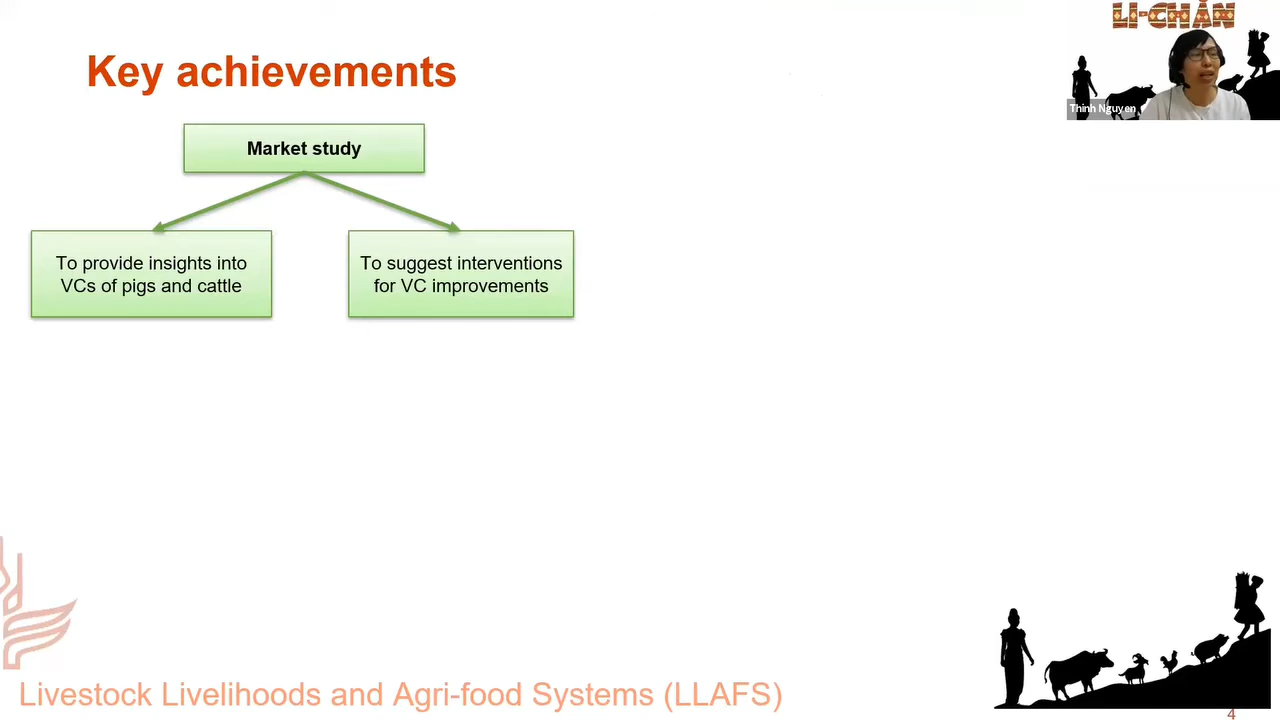 Key achievements
LI-CHĂN
Thinh Nguyen
Market study
To provide insights into
VCs of pigs and cattle
To suggest interventions
for VC improvements
Livestock Livelihoods and Agri-food Systems (LLAFS)
4